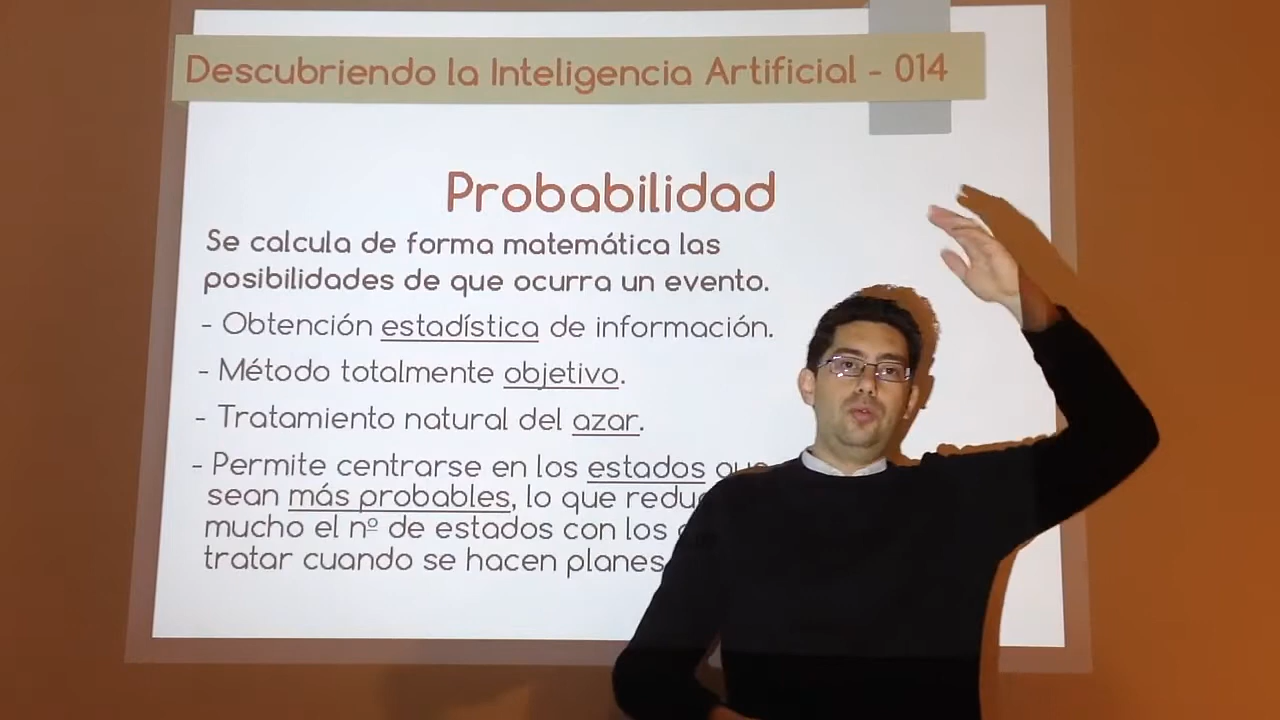 Descubriendo la Inteligencia Artificial - 014
Probabilidad
Se calcula de forma matemática las
posibilidades de que ocurra un evento.
- Obtención estadística de información.
- Método totalmente objetivo.
- Tratamiento natural del azar.
- Permite centrarse en los estados que
sean más probables, lo que
mucho el nº de estados con los
tratar cuando se hacen planes